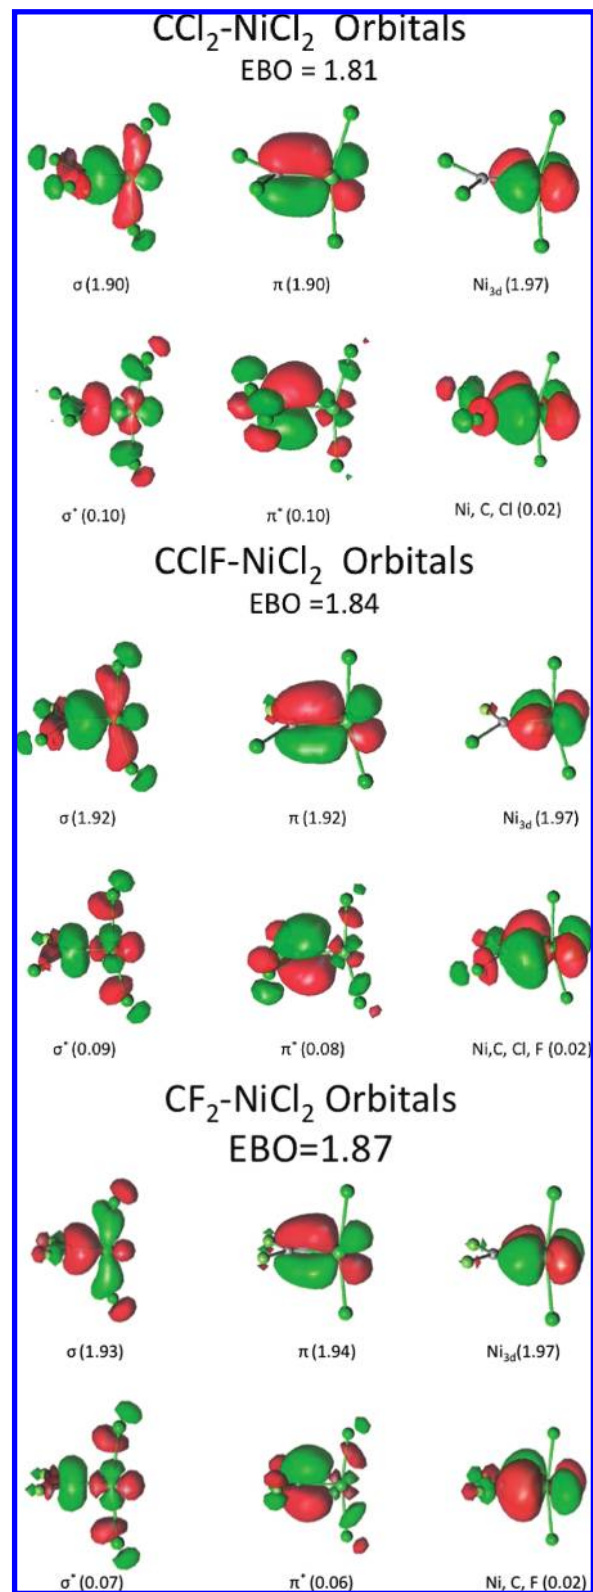 CCl₂-NiCl₂ Orbitals
EBO = 1.81
σ (1.90) π (1.90) Ni₃d (1.97)
σ* (0.10) π* (0.10) Ni, C, Cl (0.02)
CClF-NiCl₂ Orbitals
EBO =1.84
σ (1.92) π (1.92) Ni₃d (1.97)
σ* (0.09) π* (0.08) Ni,C, Cl, F (0.02)
CF₂-NiCl₂ Orbitals
EBO=1.87
σ (1.93) π (1.94) Ni₃d(1.97)
σ* (0.07) π* (0.06) Ni, C, F (0.02)